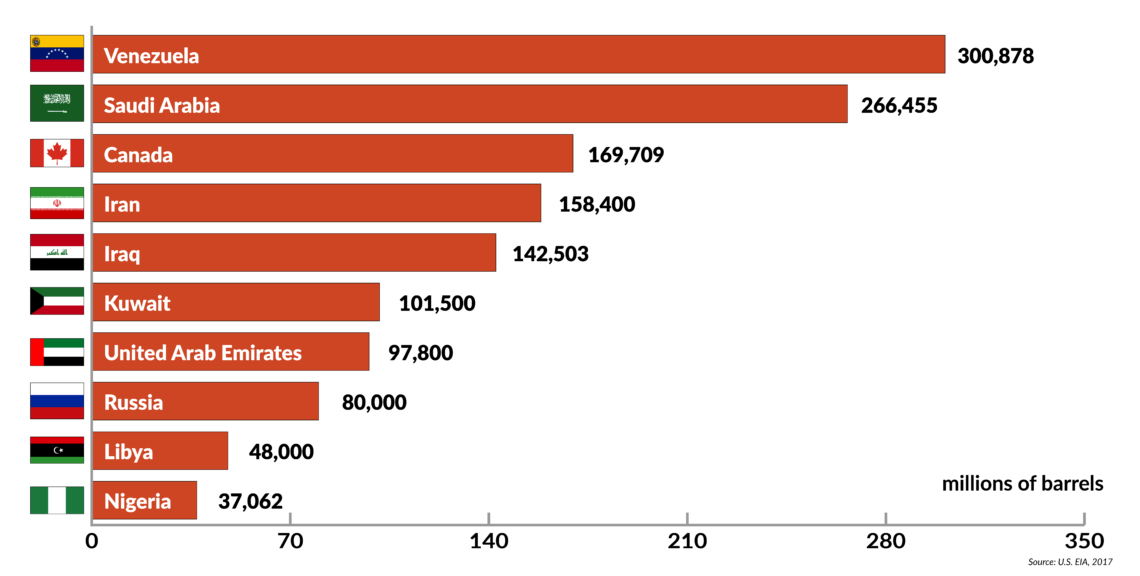 Venezuela 300,878
Saudi Arabia 266,455
Canada 169,709
Iran 158,400
Iraq 142,503
Kuwait 101,500
United Arab Emirates 97,800
Russia 80,000
Libya 48,000
Nigeria 37,062
millions of barrels
0 70 140 210 280 350
Source: U.S. EIA, 2017